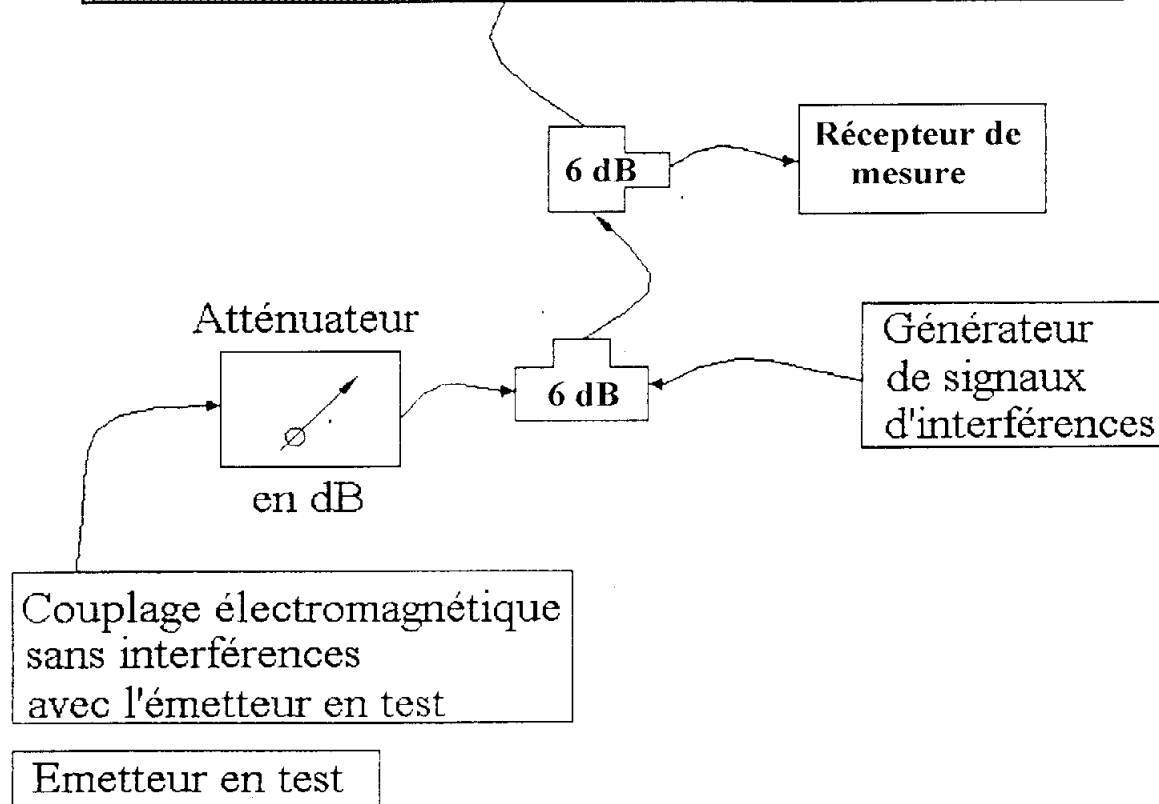 6 dB
Récepteur de
mesure
Atténuateur
6 dB
Générateur
de signaux
d'interférences
en dB
Couplage électromagnétique
sans interférences
avec l'émetteur en test
Emetteur en test